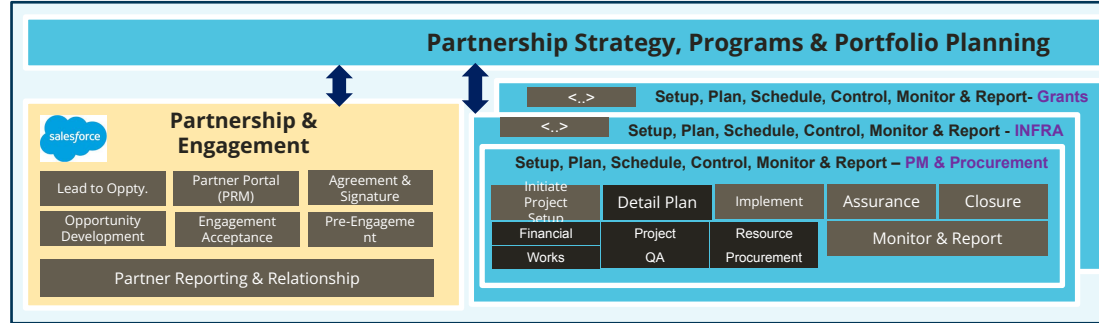 Partnership Strategy, Programs & Portfolio Planning
<..>
Setup, Plan, Schedule, Control, Monitor & Report- Grants
<..>
Setup, Plan, Schedule, Control, Monitor & Report - INFRA
salesforce
Partnership &
Engagement
Lead to Oppty.
Partner Portal
(PRM)
Agreement &
Signature
Opportunity
Development
Engagement
Acceptance
Pre-Engageme
nt
Partner Reporting & Relationship
Setup, Plan, Schedule, Control, Monitor & Report – PM & Procurement
Initiate
Project
Setup
Detail Plan
Implement
Assurance
Closure
Financial
Project
Resource
Monitor & Report
Works
QA
Procurement